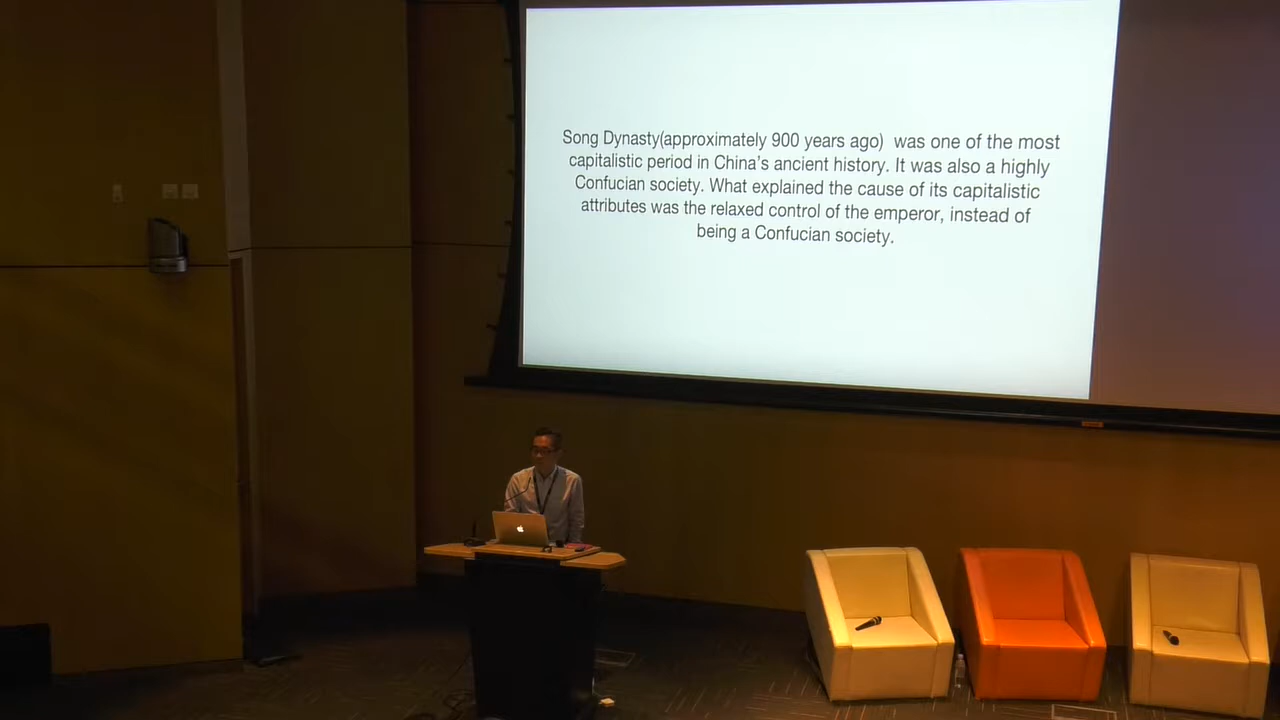 Song Dynasty(approximately 900 years ago) was one of the most
capitalistic period in China's ancient history. It was also a highly
Confucian society. What explained the cause of its capitalistic
attributes was the relaxed control of the emperor, instead of
being a Confucian society.